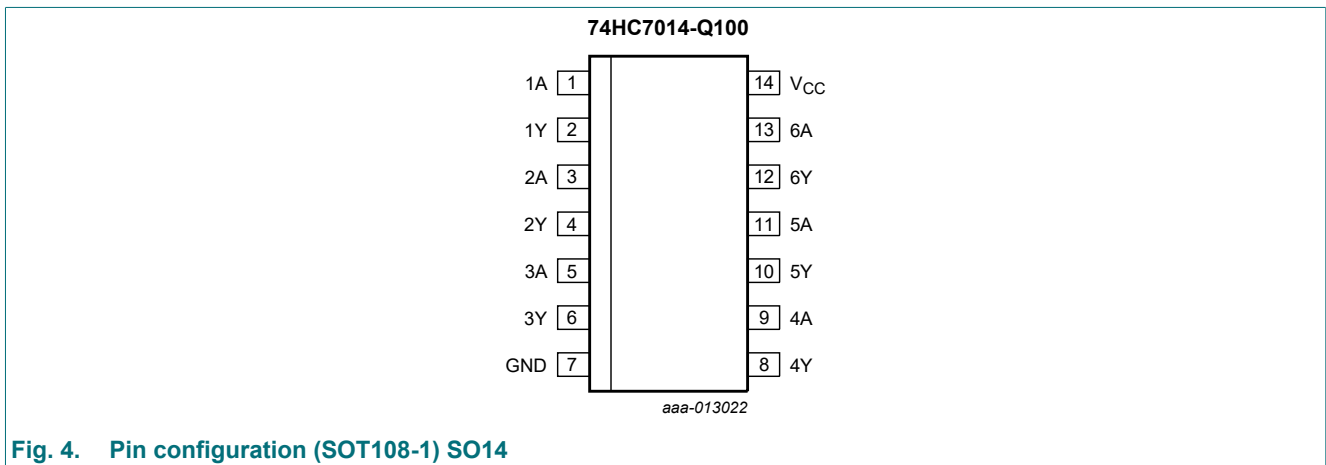 74HC7014-Q100
1A 1 14 VCC
1Y 2 13 6A
2A 3 12 6Y
2Y 4 11 5A
3A 5 10 5Y
3Y 6 9 4A
GND 7 8 4Y
aaa-013022
Fig. 4. Pin configuration (SOT108-1) SO14